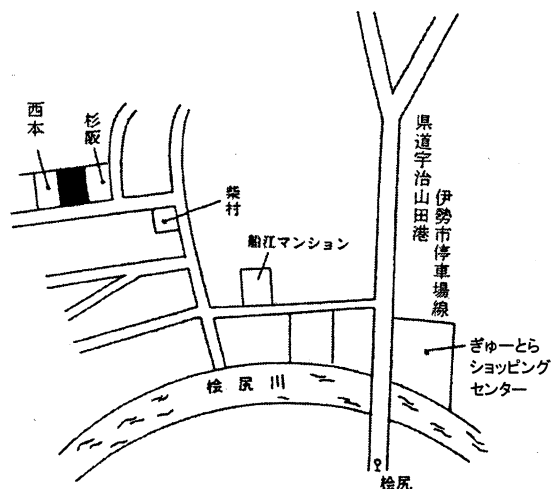 西本
杉阪
柴村
船江マンション
県道宇治山田港
伊勢市停車場線
ぎゅーとら
ショッピング
センター
桧尻川
桧尻